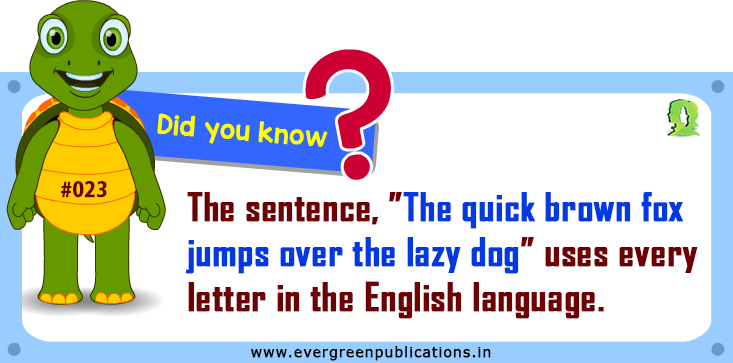 Did you know ?
#023
The sentence, "The quick brown fox
jumps over the lazy dog" uses every
letter in the English language.
www.evergreenpublications.in